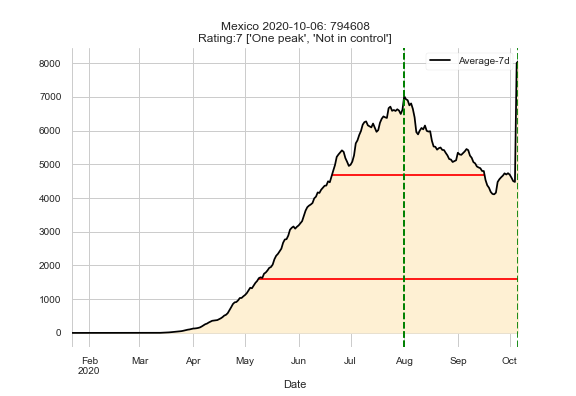 Mexico 2020-10-06: 794608
Rating:7 ['One peak', 'Not in control']
Average-7d
8000
7000
6000
5000
4000
3000
2000
1000
0
Feb Mar Apr May Jun Jul Aug Sep Oct
2020
Date